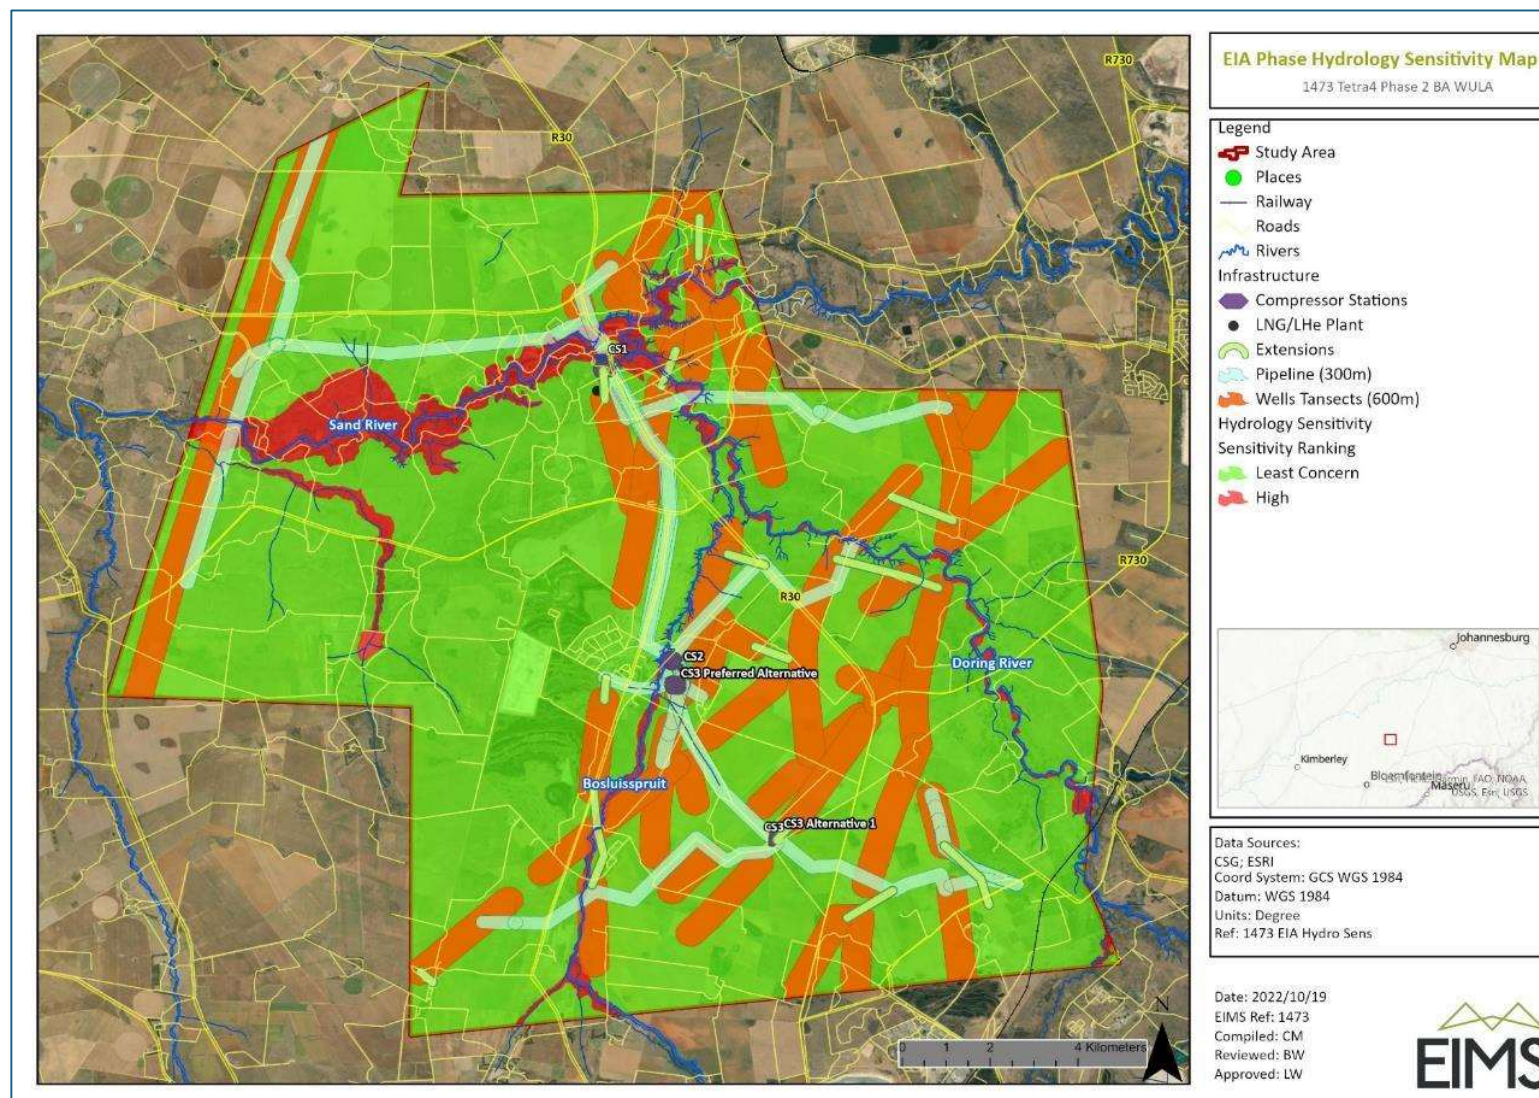 EIA Phase Hydrology Sensitivity Map
1473 Tetra4 Phase 2 BA WULA
Legend
Study Area
Places
Railway
Roads
Rivers
Infrastructure
Compressor Stations
LNG/LHe Plant
Extensions
Pipeline (300m)
Wells Tansects (600m)
Hydrology Sensitivity
Sensitivity Ranking
Least Concern
High
R730
R30
CS1
Sand River
R730
R30
CS2
CS3 Preferred Alternative
Doring River
Bosluisspruit
CS3
CS3 Alternative 1
N
0 1 2 4 Kilometers
Johannesburg
Kimberley
Bloemfontein
Maseru
FAO, NOAA,
USGS, Esri, USGS
Data Sources:
CSG; ESRI
Coord System: GCS WGS 1984
Datum: WGS 1984
Units: Degree
Ref: 1473 EIA Hydro Sens
Date: 2022/10/19
EIMS Ref: 1473
Compiled: CM
Reviewed: BW
Approved: LW
EIMS